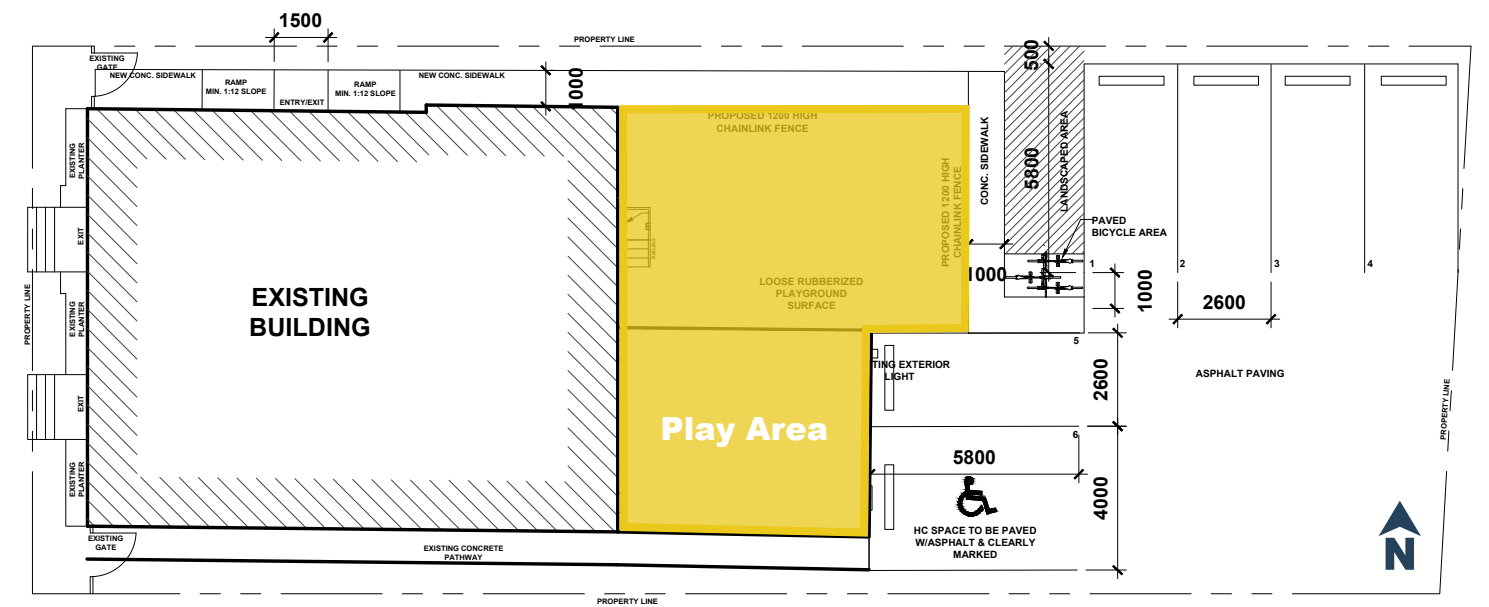 1500
PROPERTY LINE
500
EXISTING
GATE
NEW CONC. SIDEWALK
RAMP
MIN. 1:12 SLOPE
ENTRY/EXIT
RAMP
MIN. 1:12 SLOPE
NEW CONC. SIDEWALK
1000
PROPOSED 1200 HIGH
CHAINLINK FENCE
PROPOSED 1200 HIGH
CHAINLINK FENCE
CONC. SIDEWALK
5800
LANDSCAPED AREA
EXISTING
PLANTER
EXIT
PAVED
BICYCLE AREA
RAILING
1
2
3
4
1000
1000
2600
LOOSE RUBBERIZED
PLAYGROUND
SURFACE
EXISTING
BUILDING
PROPERTY LINE
EXISTING
PLANTER
5
TING EXTERIOR
LIGHT
2600
ASPHALT PAVING
PROPERTY LINE
EXIT
Play Area
6
5800
4000
EXISTING
PLANTER
HC SPACE TO BE PAVED
W/ASPHALT & CLEARLY
MARKED
N
EXISTING
GATE
EXISTING CONCRETE
PATHWAY
PROPERTY LINE